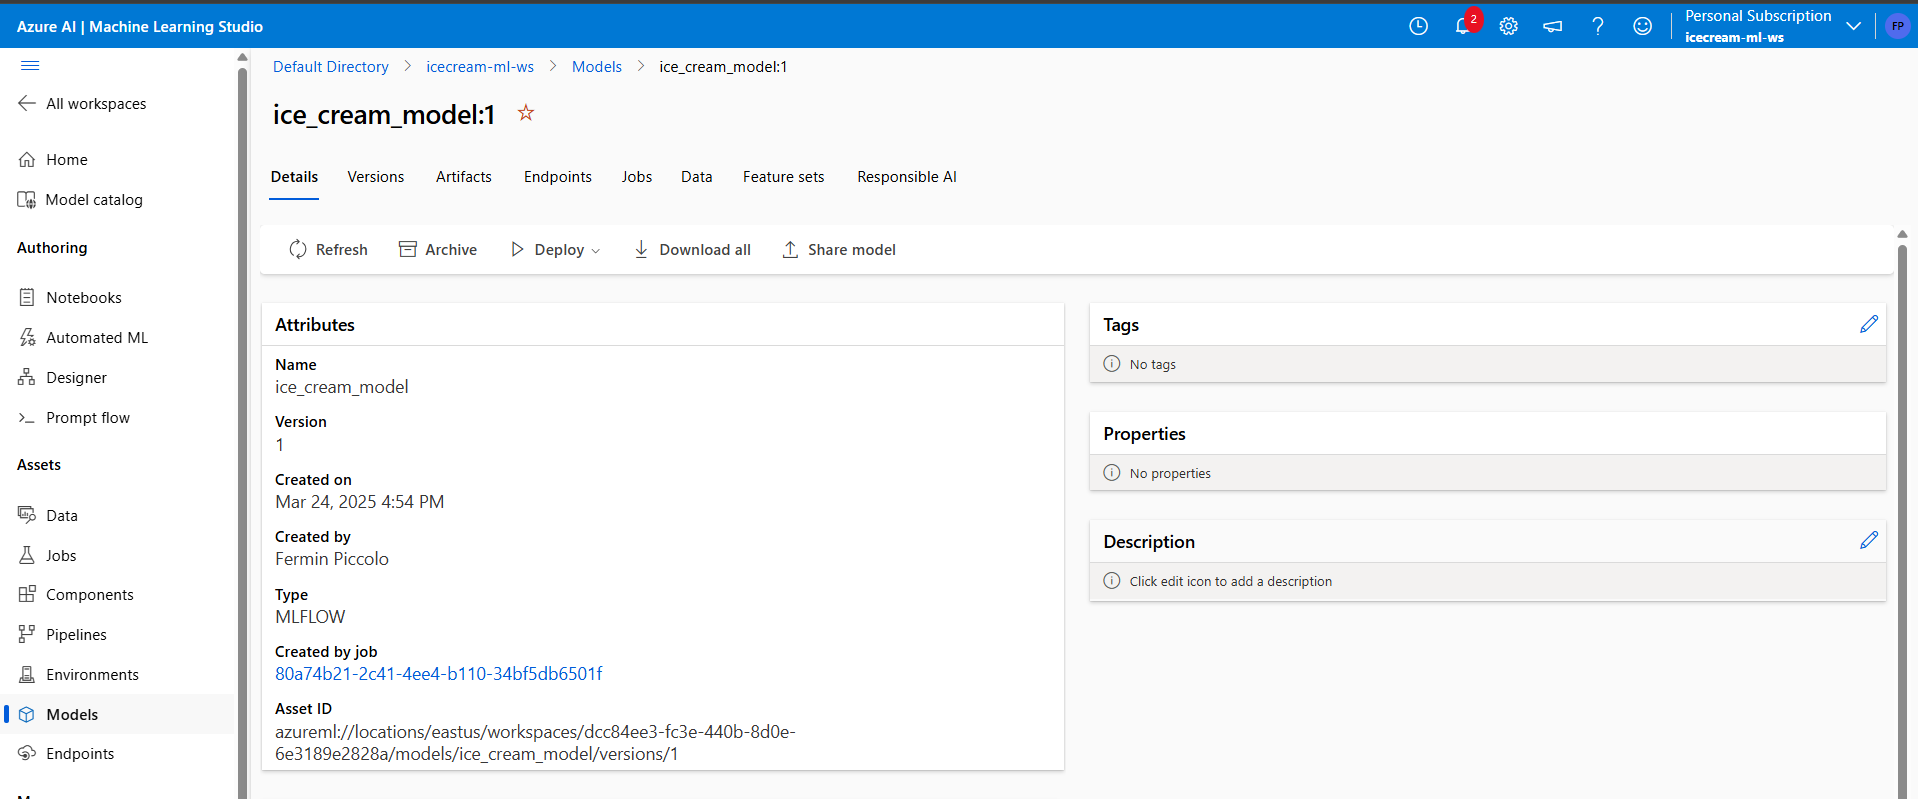 Azure AI | Machine Learning Studio
2
Personal Subscription
icecream-ml-ws
FP
All workspaces
Home
Model catalog
Authoring
Notebooks
Automated ML
Designer
Prompt flow
Assets
Data
Jobs
Components
Pipelines
Environments
Models
Endpoints
Default Directory > icecream-ml-ws > Models > ice_cream_model:1
ice_cream_model:1
Details Versions Artifacts Endpoints Jobs Data Feature sets Responsible AI
Refresh Archive Deploy Download all Share model
Attributes
Name
ice_cream_model
Version
1
Created on
Mar 24, 2025 4:54 PM
Created by
Fermin Piccolo
Type
MLFLOW
Created by job
80a74b21-2c41-4ee4-b110-34bf5db6501f
Asset ID
azureml://locations/eastus/workspaces/dcc84ee3-fc3e-440b-8d0e-
6e3189e2828a/models/ice_cream_model/versions/1
Tags
No tags
Properties
No properties
Description
Click edit icon to add a description